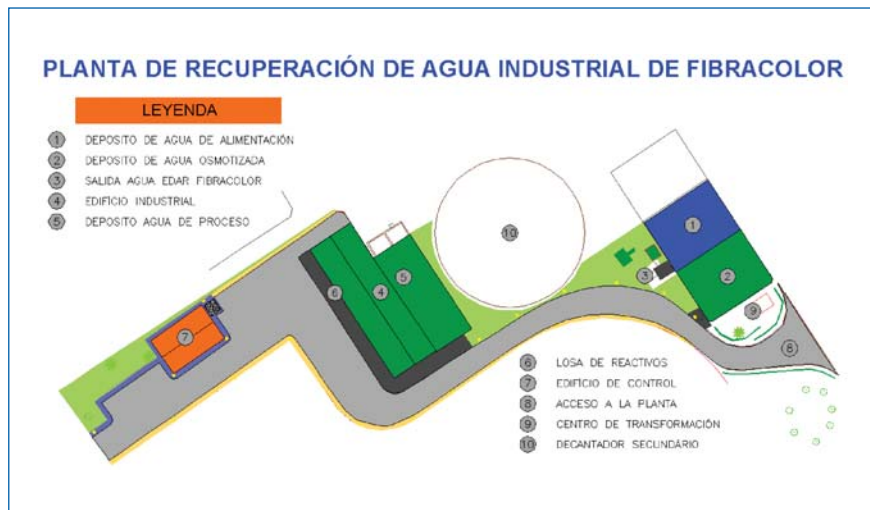 PLANTA DE RECUPERACIÓN DE AGUA INDUSTRIAL DE FIBRACOLOR
LEYENDA
1 DEPOSITO DE AGUA DE ALIMENTACIÓN
2 DEPOSITO DE AGUA OSMOTIZADA
3 SALIDA AGUA EDAR FIBRACOLOR
4 EDIFICIO INDUSTRIAL
5 DEPOSITO AGUA DE PROCESO
10
1
2
3
5
4
6
9
7
8
6 LOSA DE REACTIVOS
7 EDIFICIO DE CONTROL
8 ACCESO A LA PLANTA
9 CENTRO DE TRANSFORMACIÓN
10 DECANTADOR SECUNDÁRIO